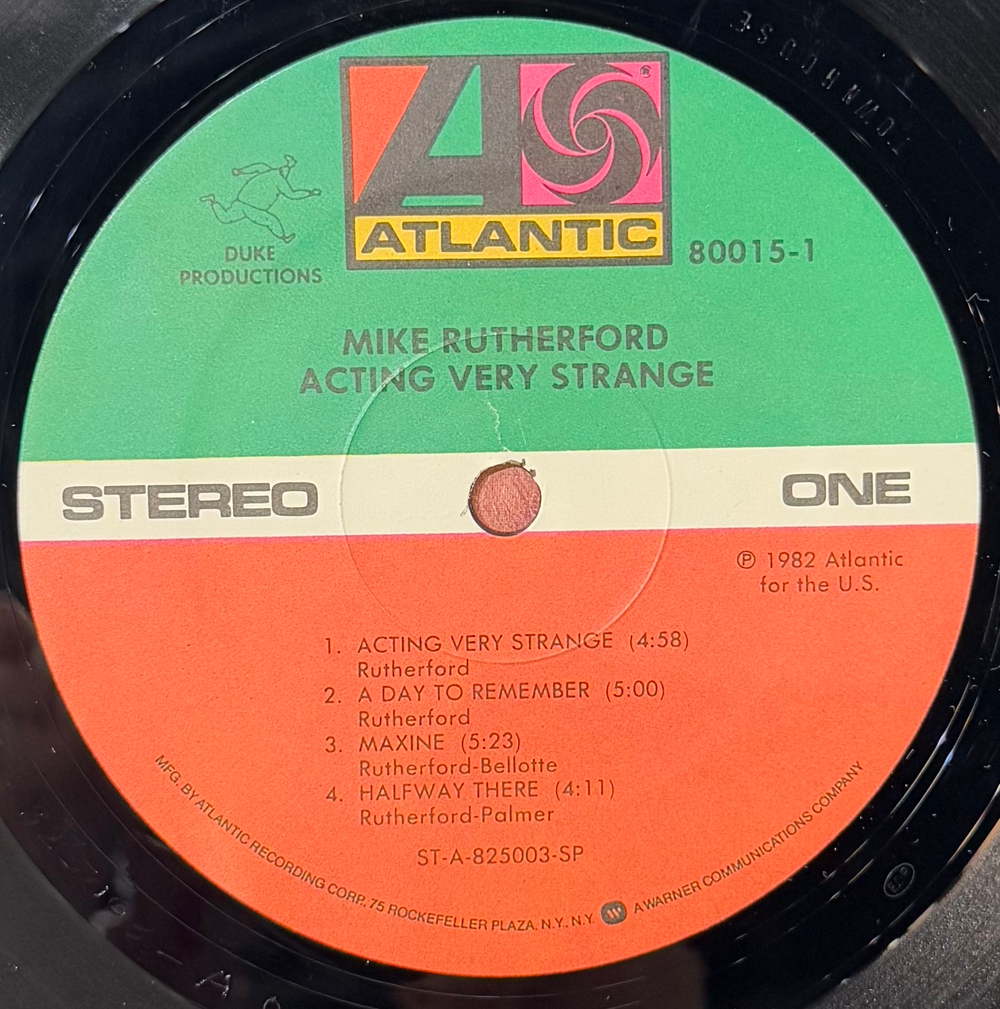 TOWNHOUSE
A
®
ATLANTIC
DUKE
PRODUCTIONS
80015-1
MIKE RUTHERFORD
ACTING VERY STRANGE
STEREO
ONE
℗ 1982 Atlantic
for the U.S.
1. ACTING VERY STRANGE (4:58)
Rutherford
2. A DAY TO REMEMBER (5:00)
Rutherford
3. MAXINE (5:23)
Rutherford-Bellotte
4. HALFWAY THERE (4:11)
Rutherford-Palmer
ST-A-825003-SP
MFG. BY ATLANTIC RECORDING CORP., 75 ROCKEFELLER PLAZA, N.Y., N.Y. W A WARNER COMMUNICATIONS COMPANY